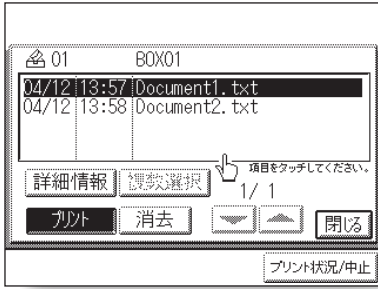 01 BOX01
04/12 13:57 Document1.txt
04/12 13:58 Document2.txt
項目をタッチしてください。
詳細情報 複数選択
1/ 1
プリント 消去 閉じる
プリント状況/中止